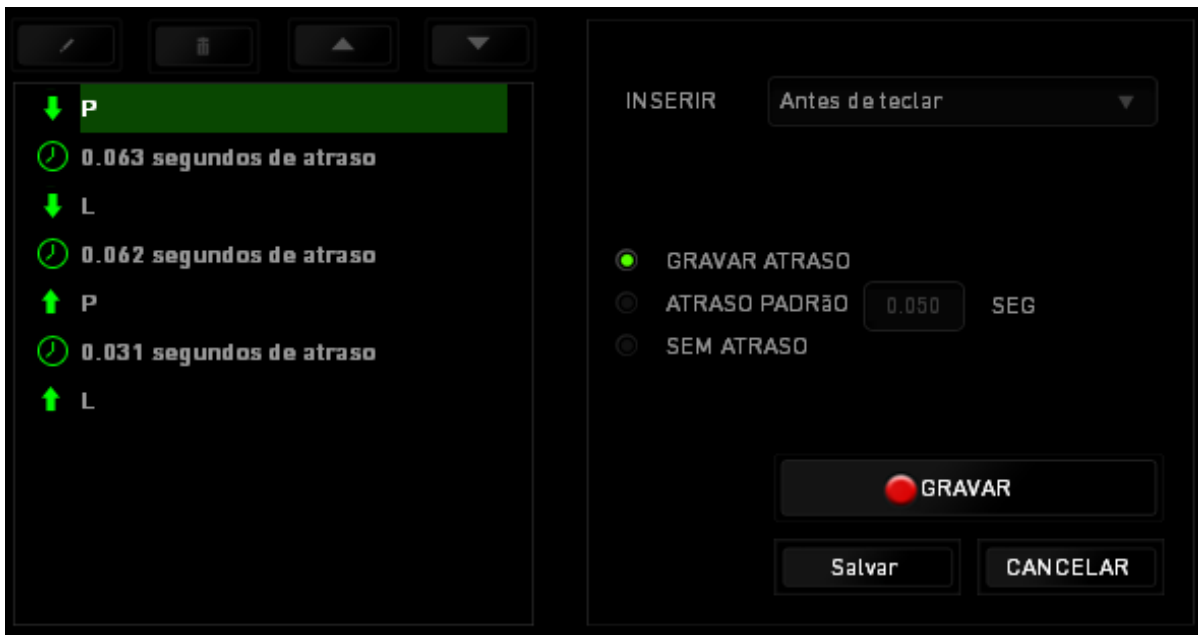 P
0.063 segundos de atraso
L
0.062 segundos de atraso
P
0.031 segundos de atraso
L
INSERIR Antes de teclar
GRAVAR ATRASO
ATRASO PADRãO 0.050 SEG
SEM ATRASO
GRAVAR
Salvar CANCELAR